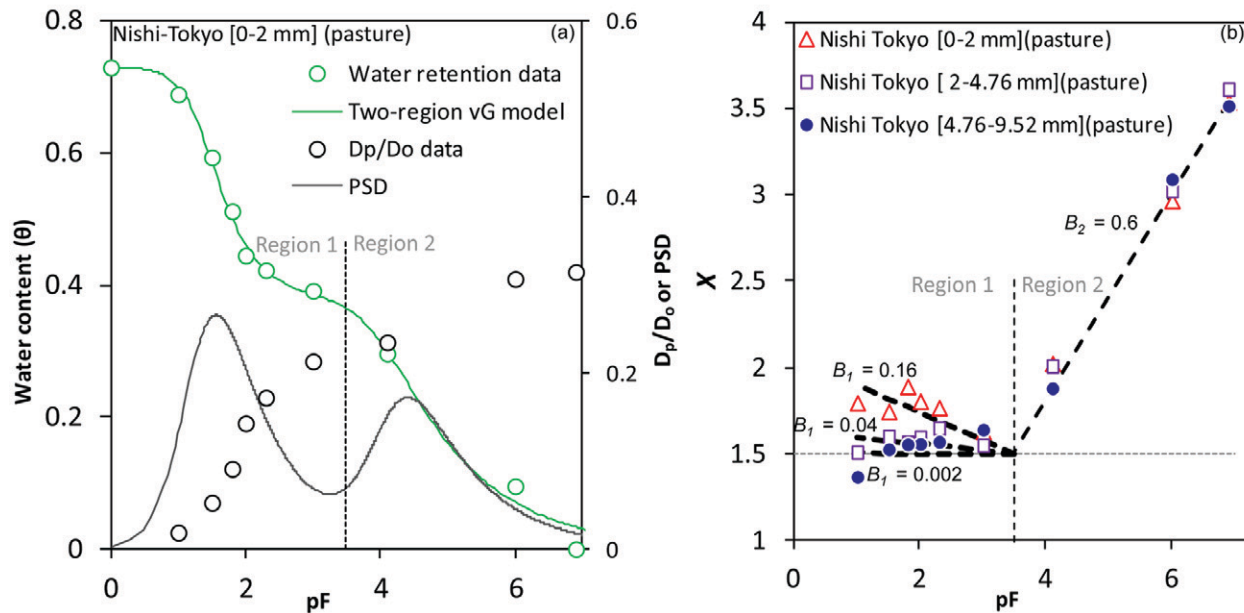 Nishi-Tokyo [0-2 mm] (pasture)
(a)
Water retention data
Two-region vG model
Dp/Do data
PSD
Region 1
Region 2
0.8
0.6
0.4
0.2
0
Water content (θ)
0.6
0.4
0.2
0
Dp/Do or PSD
0
2
4
6
pF
(b)
Nishi Tokyo [0-2 mm](pasture)
Nishi Tokyo [ 2-4.76 mm](pasture)
Nishi Tokyo [4.76-9.52 mm](pasture)
B2 = 0.6
Region 1
Region 2
B1 = 0.16
B1 = 0.04
B1 = 0.002
4
3.5
3
2.5
2
1.5
1
X
0
2
4
6
8
pF